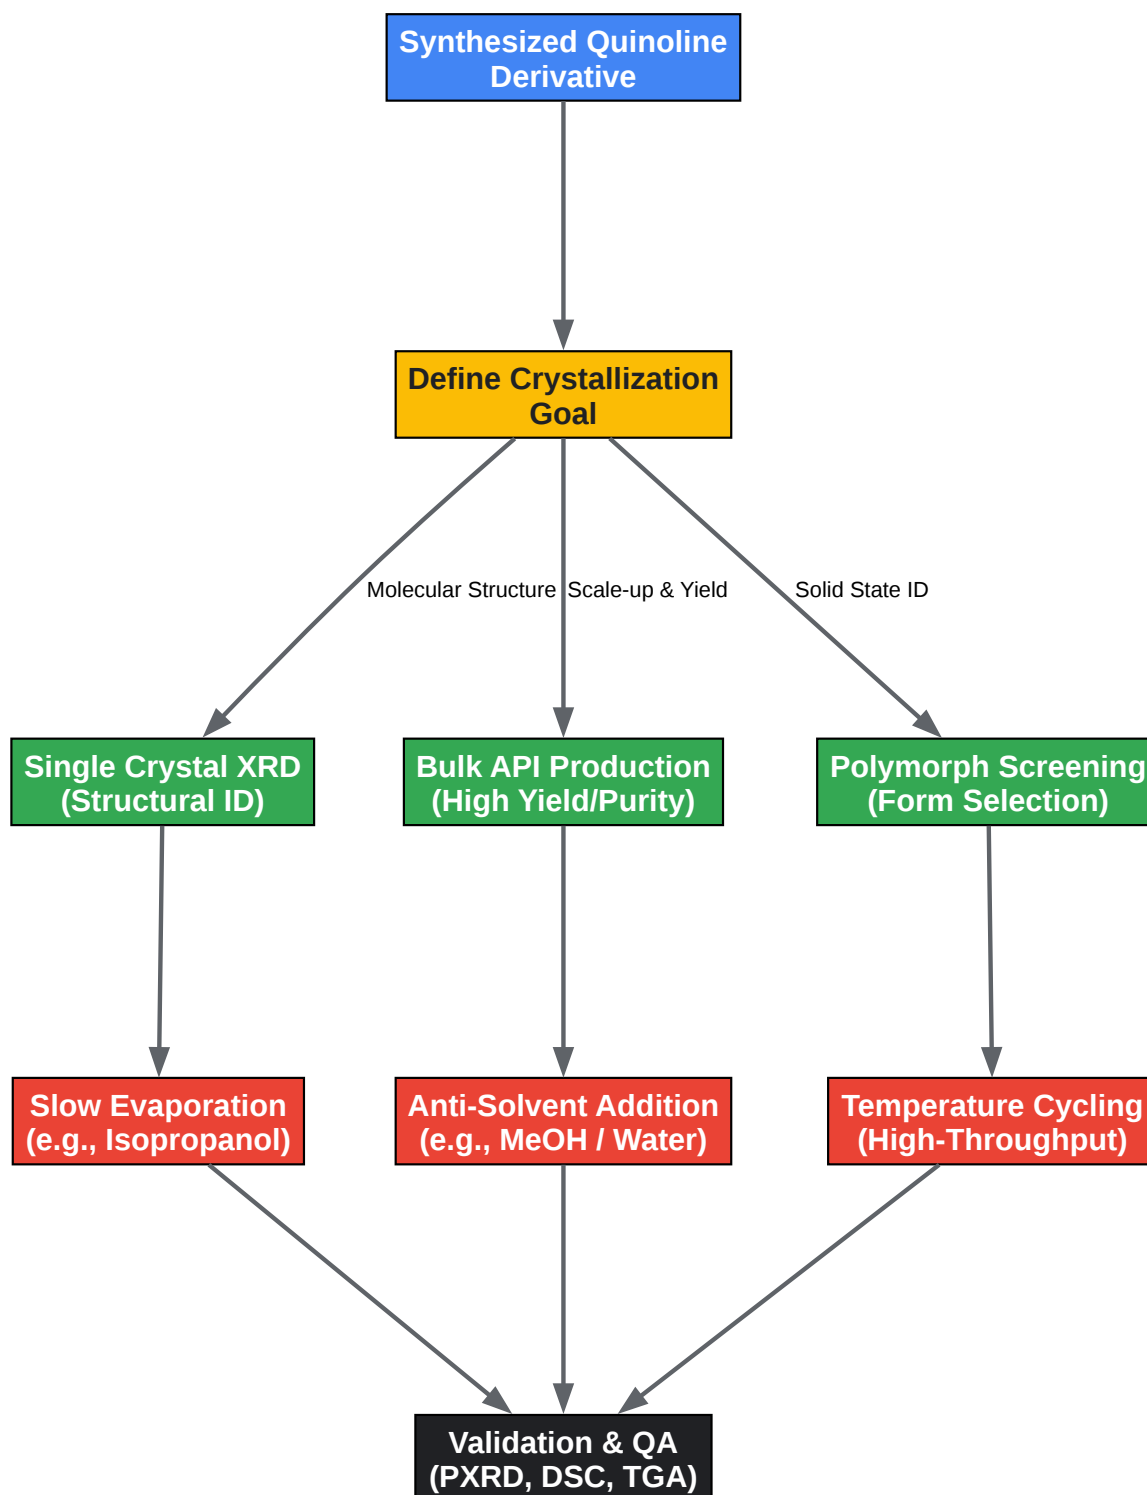 Synthesized Quinoline
Derivative
Define Crystallization
Goal
Molecular Structure
Scale-up & Yield
Solid State ID
Single Crystal XRD
(Structural ID)
Bulk API Production
(High Yield/Purity)
Polymorph Screening
(Form Selection)
Slow Evaporation
(e.g., Isopropanol)
Anti-Solvent Addition
(e.g., MeOH / Water)
Temperature Cycling
(High-Throughput)
Validation & QA
(PXRD, DSC, TGA)